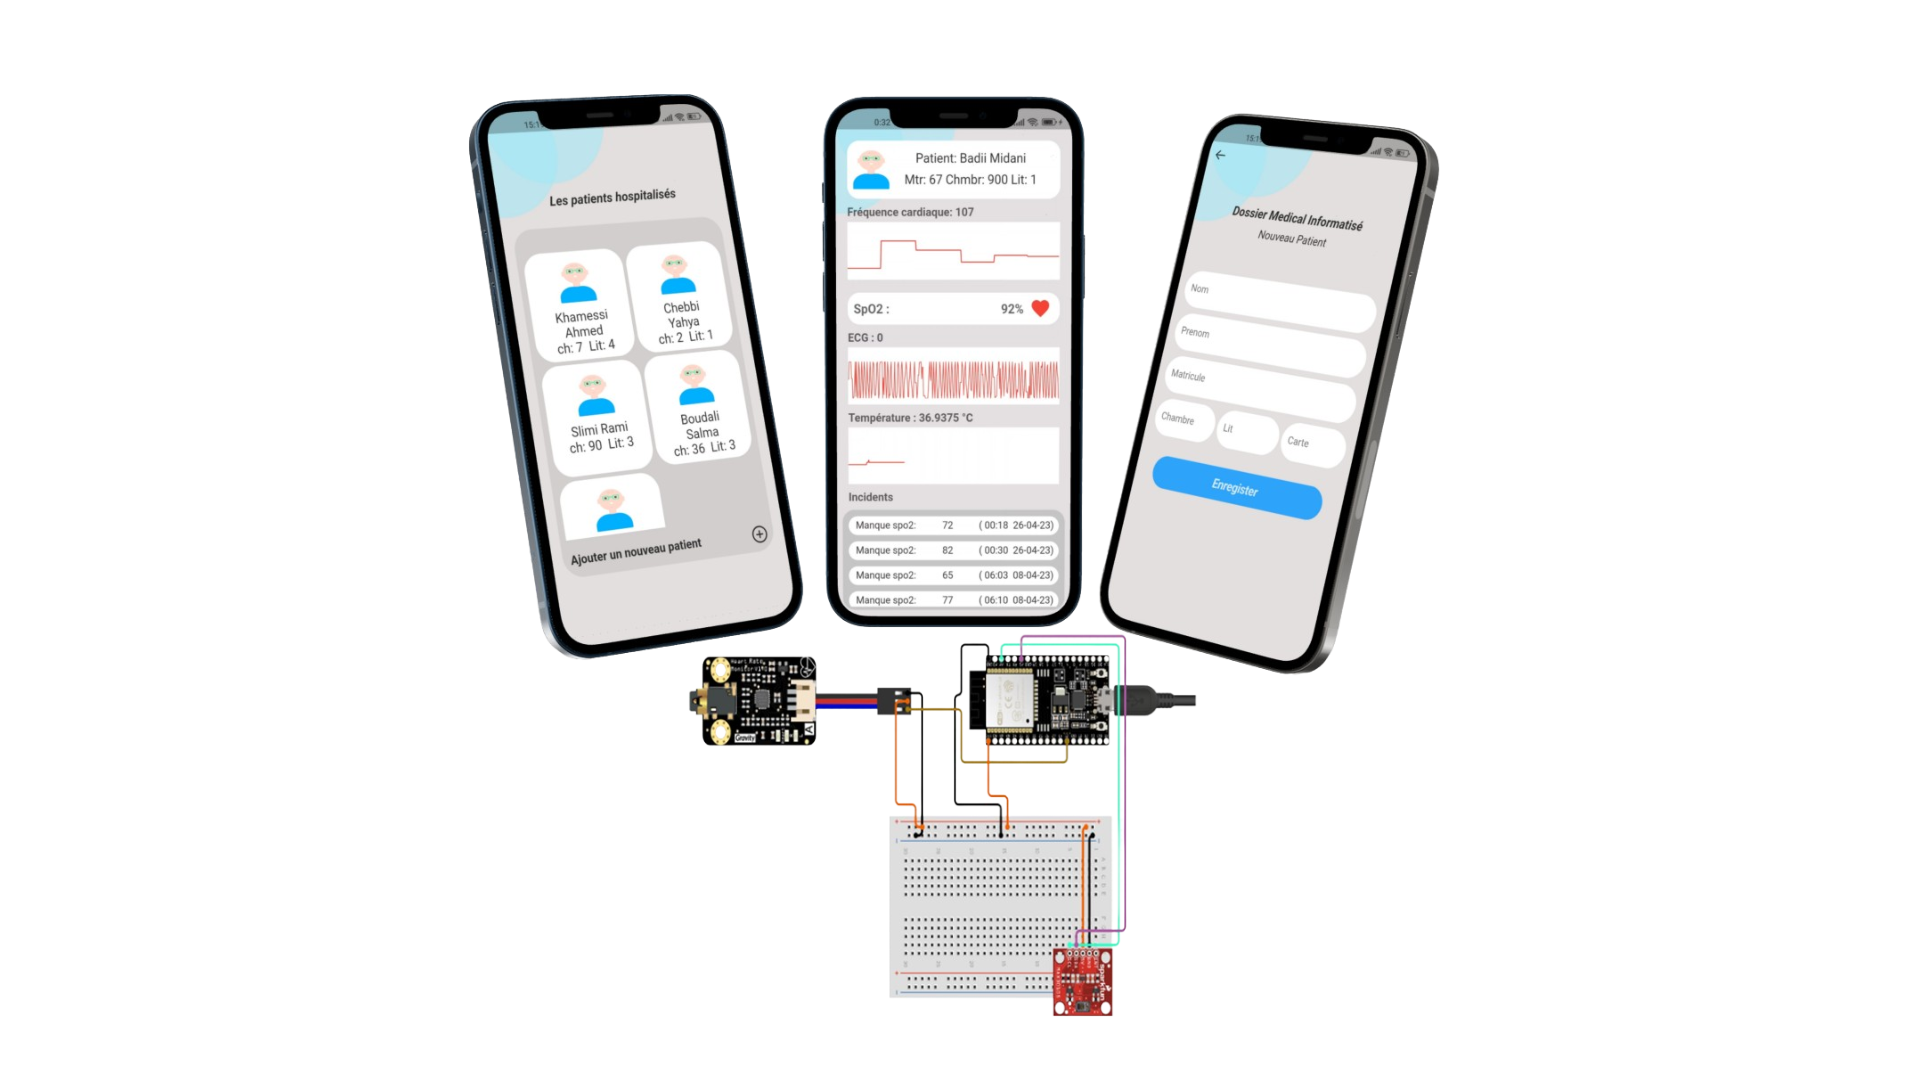 15:1
Les patients hospitalisés
Khamessi
Ahmed
ch: 7 Lit: 4
Chebbi
Yahya
ch: 2 Lit: 1
Slimi Rami
ch: 90 Lit: 3
Boudali
Salma
ch: 36 Lit: 3
Ajouter un nouveau patient
0:32
Patient: Badii Midani
Mtr: 67 Chmbr: 900 Lit: 1
Fréquence cardiaque: 107
SpO2 :
92%
ECG : 0
Température : 36.9375 °C
Incidents
Manque spo2: 72 ( 00:18 26-04-23)
Manque spo2: 82 ( 00:30 26-04-23)
Manque spo2: 65 ( 06:03 08-04-23)
Manque spo2: 77 ( 06:10 08-04-23)
15:1
Dossier Medical Informatisé
Nouveau Patient
Nom
Prenom
Matricule
Chambre
Lit
Carte
Enregister
Heart Rate
Monitor
Gravity
A
sparkfun